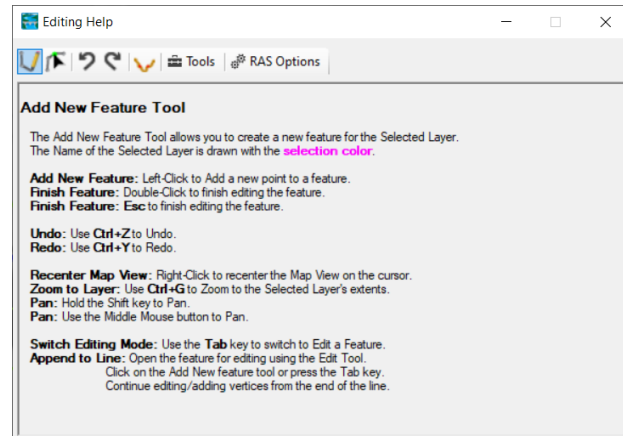 Editing Help
Tools
RAS Options
Add New Feature Tool
The Add New Feature Tool allows you to create a new feature for the Selected Layer.
The Name of the Selected Layer is drawn with the selection color.
Add New Feature: Left-Click to Add a new point to a feature.
Finish Feature: Double-Click to finish editing the feature.
Finish Feature: Esc to finish editing the feature.
Undo: Use Ctrl+Z to Undo.
Redo: Use Ctrl+Y to Redo.
Recenter Map View: Right-Click to recenter the Map View on the cursor.
Zoom to Layer: Use Ctrl+G to Zoom to the Selected Layer's extents.
Pan: Hold the Shift key to Pan.
Pan: Use the Middle Mouse button to Pan.
Switch Editing Mode: Use the Tab key to switch to Edit a Feature.
Append to Line: Open the feature for editing using the Edit Tool.
Click on the Add New feature tool or press the Tab key.
Continue editing/adding vertices from the end of the line.